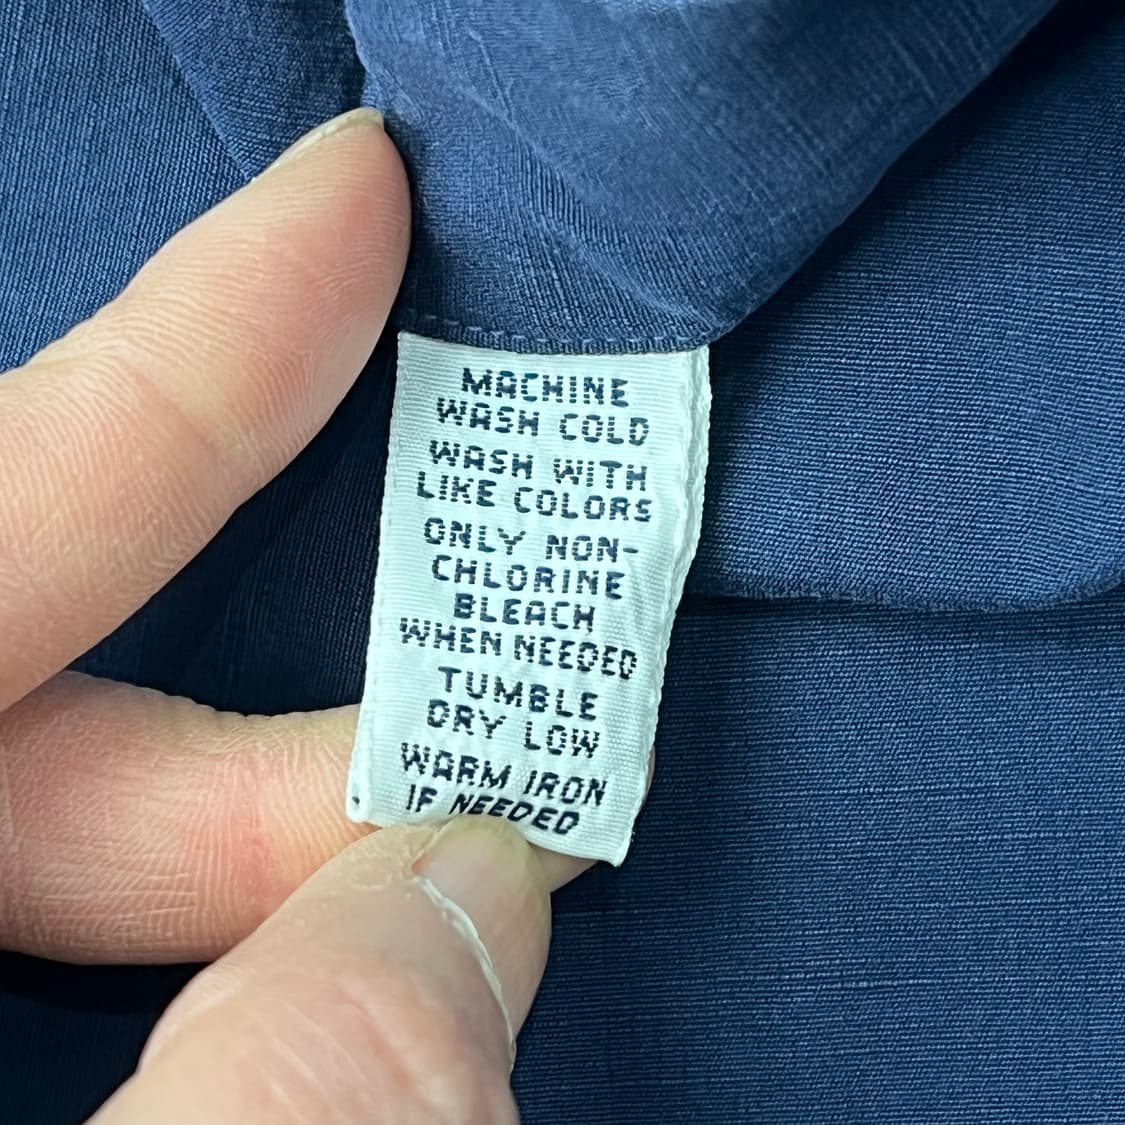 MACHINE
WASH COLD
WASH WITH
LIKE COLORS
ONLY NON-
CHLORINE
BLEACH
WHEN NEEDED
TUMBLE
DRY LOW
WARM IRON
IF NEEDED